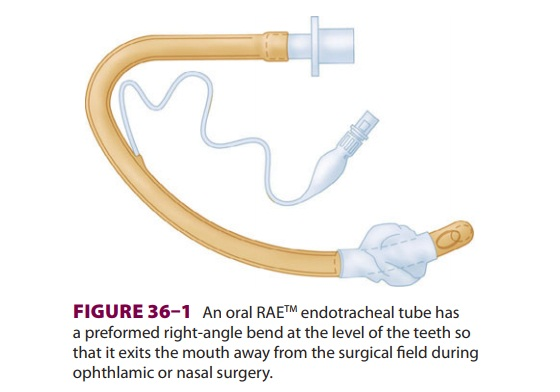 FIGURE 36–1 An oral RAE™ endotracheal tube has
a preformed right-angle bend at the level of the teeth so
that it exits the mouth away from the surgical field during
ophthlamic or nasal surgery.